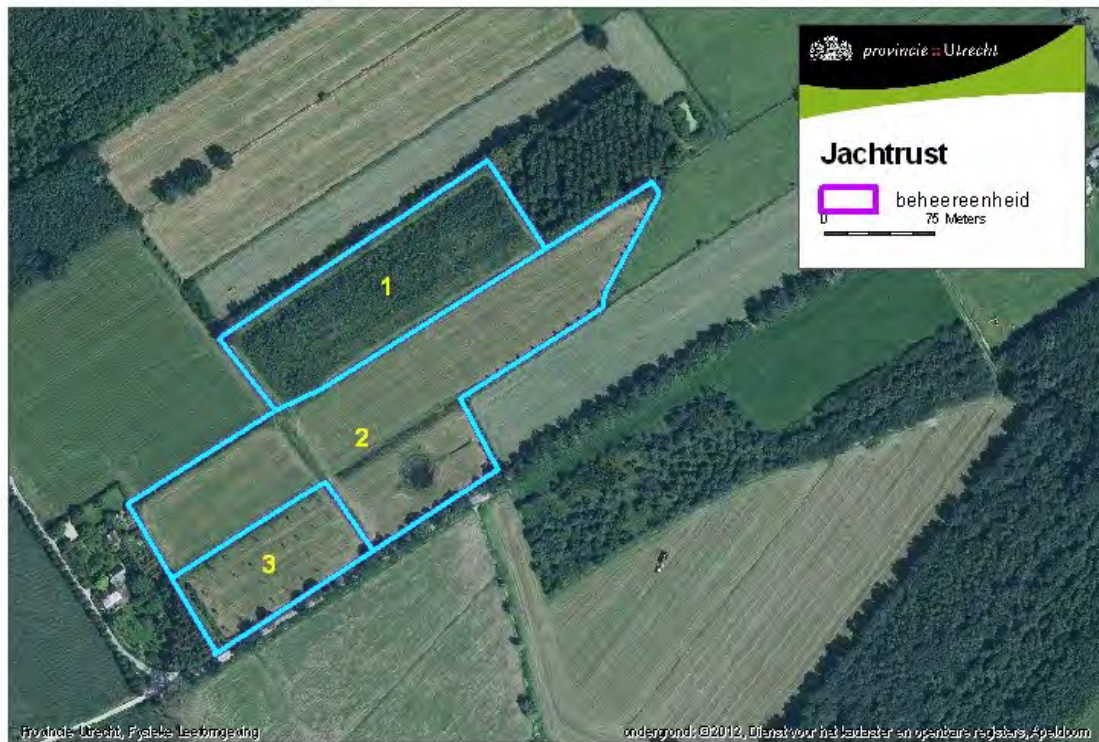 provincie :: Utrecht
Jachtrust
beheereenheid
0 75 Meters
1
2
3
Provincie Utrecht, Fysieke Leefomgeving
ondergrond: ©2012, Dienst voor het kadaster en openbare registers, Apeldoorn